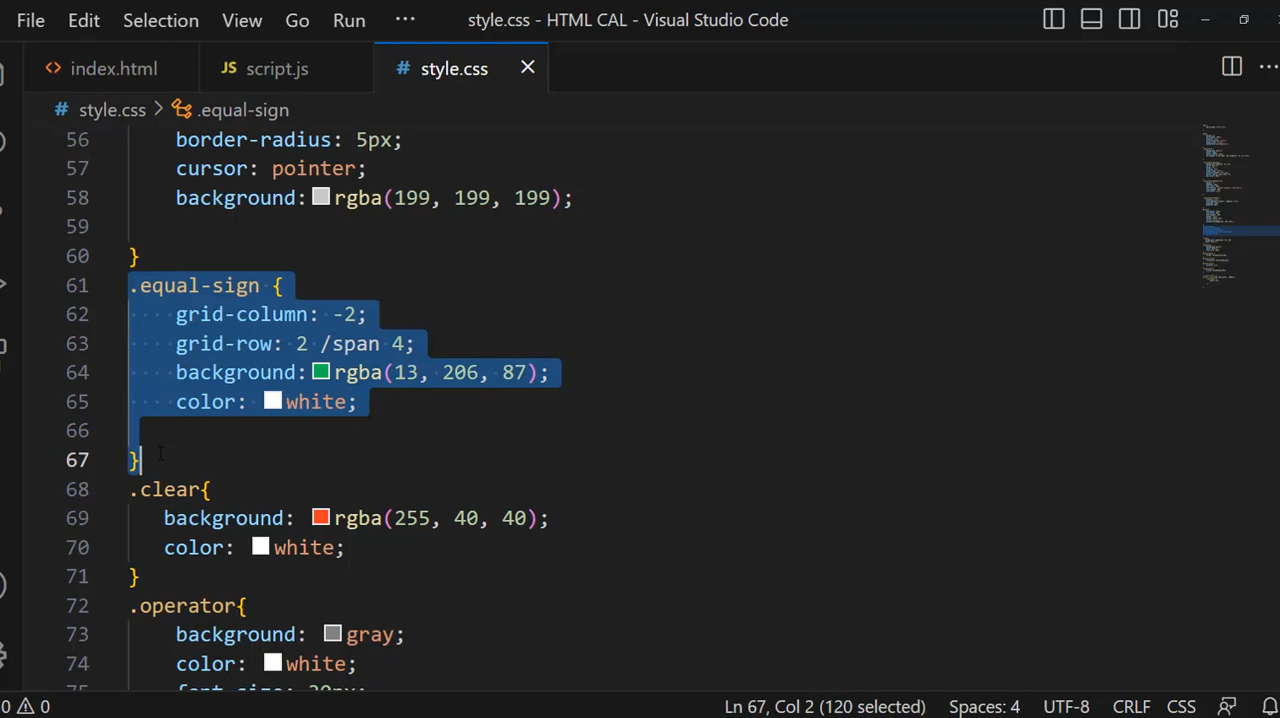 File Edit Selection View Go Run ··· style.css - HTML CAL - Visual Studio Code
<> index.html JS script.js # style.css ×
# style.css > .equal-sign
56 border-radius: 5px;
57 cursor: pointer;
58 background: rgba(199, 199, 199);
59
60 }
61 .equal-sign {
62 grid-column: -2;
63 grid-row: 2 /span 4;
64 background: rgba(13, 206, 87);
65 color: white;
66
67 }
68 .clear{
69 background: rgba(255, 40, 40);
70 color: white;
71 }
72 .operator{
73 background: gray;
74 color: white;
0 0 Ln 67, Col 2 (120 selected) Spaces: 4 UTF-8 CRLF CSS